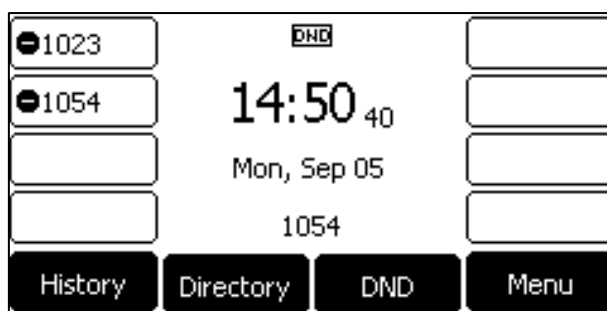 1023
DND
1054
14:50 40
Mon, Sep 05
1054
History Directory DND Menu